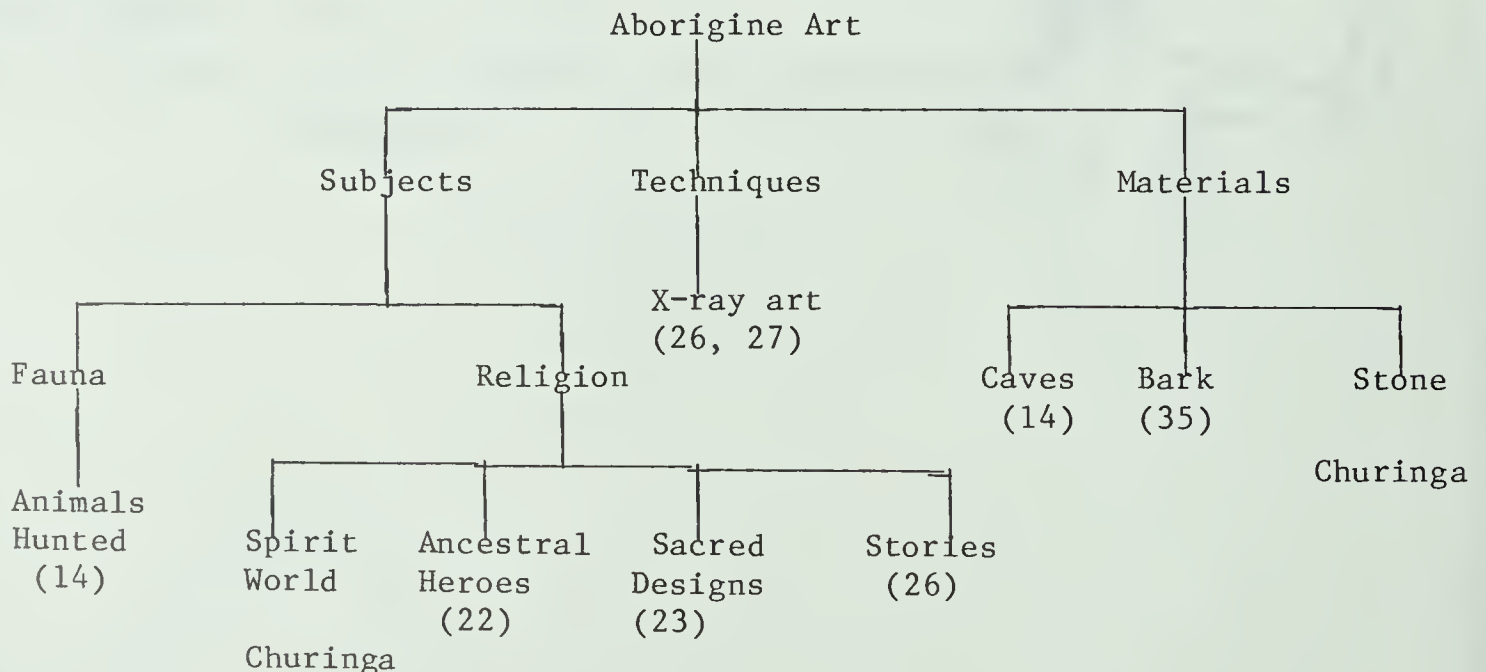 Aborigine Art
Subjects
Techniques
Materials
X-ray art
(26, 27)
Fauna
Religion
Caves
(14)
Bark
(35)
Stone
Churinga
Animals
Hunted
(14)
Spirit
World
Churinga
Ancestral
Heroes
(22)
Sacred
Designs
(23)
Stories
(26)